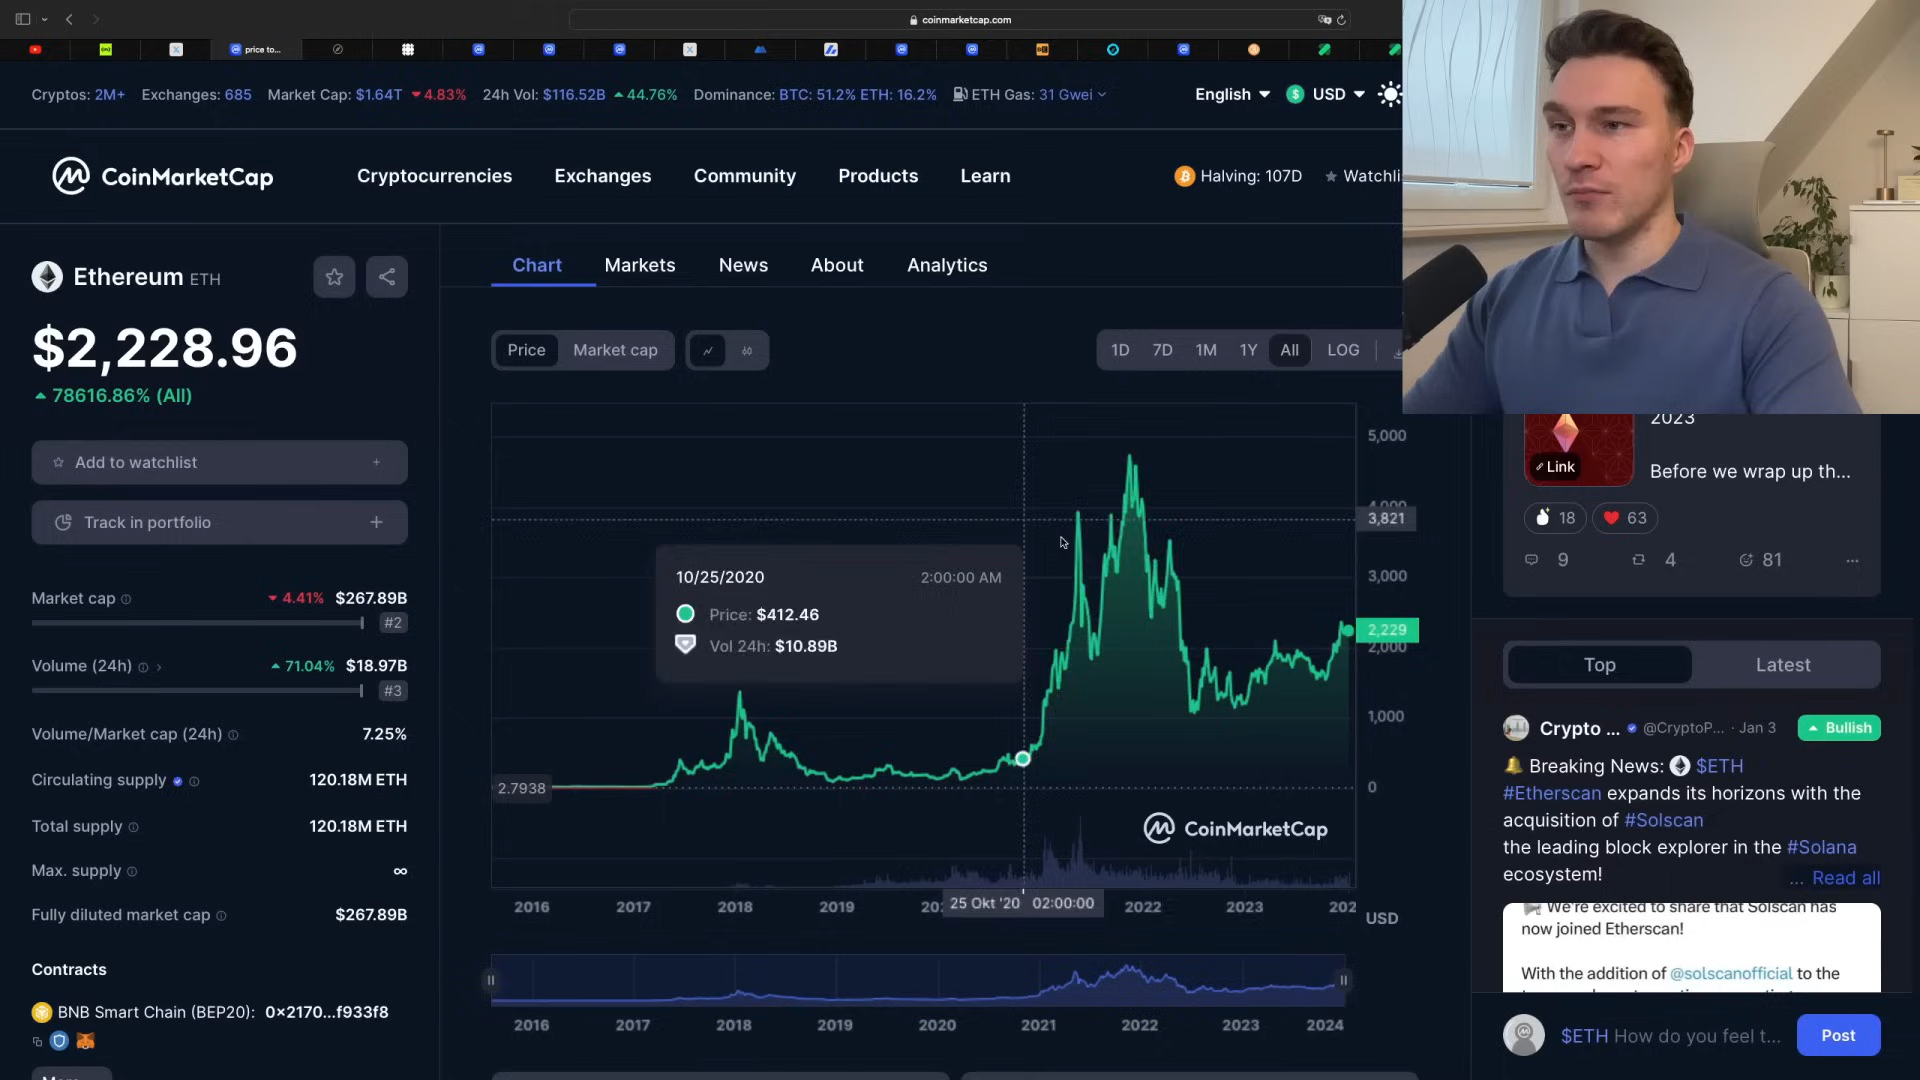 coinmarketcap.com
price to...
Cryptos: 2M+ Exchanges: 685 Market Cap: $1.64T 4.83% 24h Vol: $116.52B 44.76% Dominance: BTC: 51.2% ETH: 16.2% ETH Gas: 31 Gwei
English USD
CoinMarketCap
Cryptocurrencies Exchanges Community Products Learn
Halving: 107D Watchli
Ethereum ETH
$2,228.96
78616.86% (All)
Add to watchlist
Track in portfolio +
Market cap 4.41% $267.89B
#2
Volume (24h) 71.04% $18.97B
#3
Volume/Market cap (24h) 7.25%
Circulating supply 120.18M ETH
Total supply 120.18M ETH
Max. supply ∞
Fully diluted market cap $267.89B
Contracts
BNB Smart Chain (BEP20): 0x2170...f933f8
Chart Markets News About Analytics
Price Market cap
1D 7D 1M 1Y All LOG
5,000
3,821
3,000
2,229
2,000
1,000
0
10/25/2020 2:00:00 AM
Price: $412.46
Vol 24h: $10.89B
2.7938
CoinMarketCap
25 Okt '20 02:00:00
2016 2017 2018 2019 2022 2023
USD
2016 2017 2018 2019 2020 2021 2022 2023 2024
2023
Link
Before we wrap up th...
18 63
9 4 81
Top Latest
Crypto ... @CryptoP... · Jan 3 Bullish
Breaking News: $ETH
#Etherscan expands its horizons with the
acquisition of #Solscan
the leading block explorer in the #Solana
ecosystem!
... Read all
We're excited to share that Solscan has
now joined Etherscan!
With the addition of @solscanofficial to the
$ETH How do you feel t...
Post